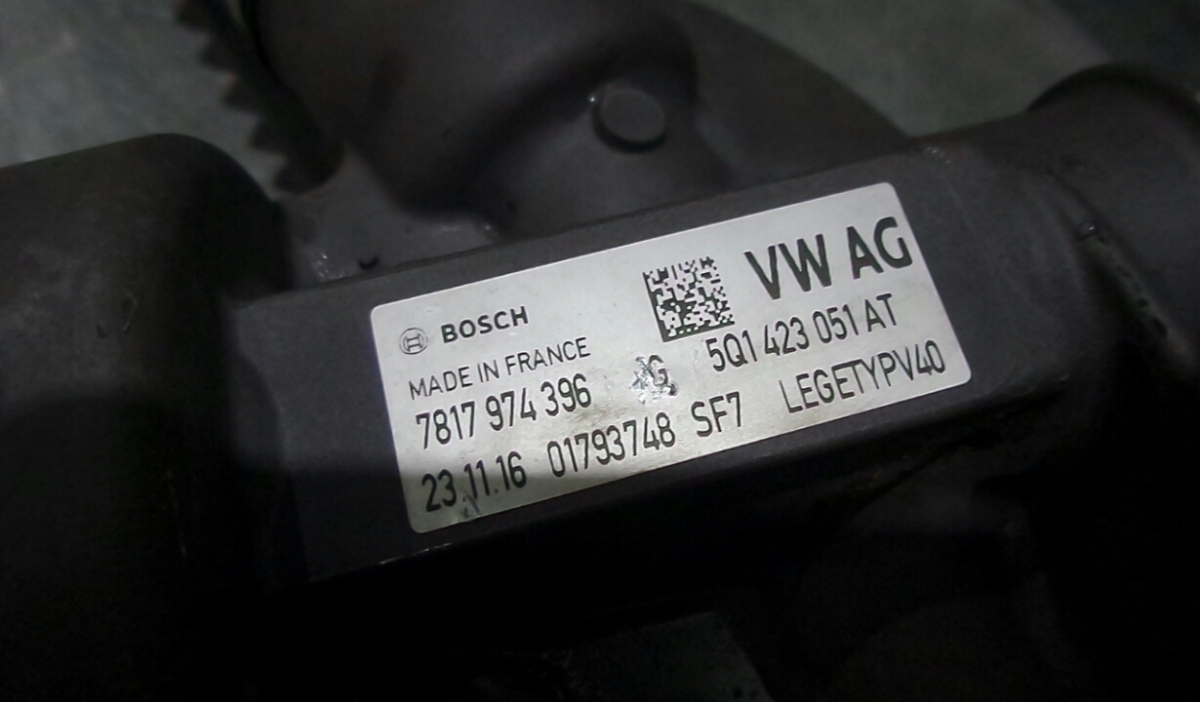 BOSCH
VW AG
MADE IN FRANCE
7817 974 396 G 5Q1 423 051 AT
23.11.16 01793748 SF7 LEGETYPV40